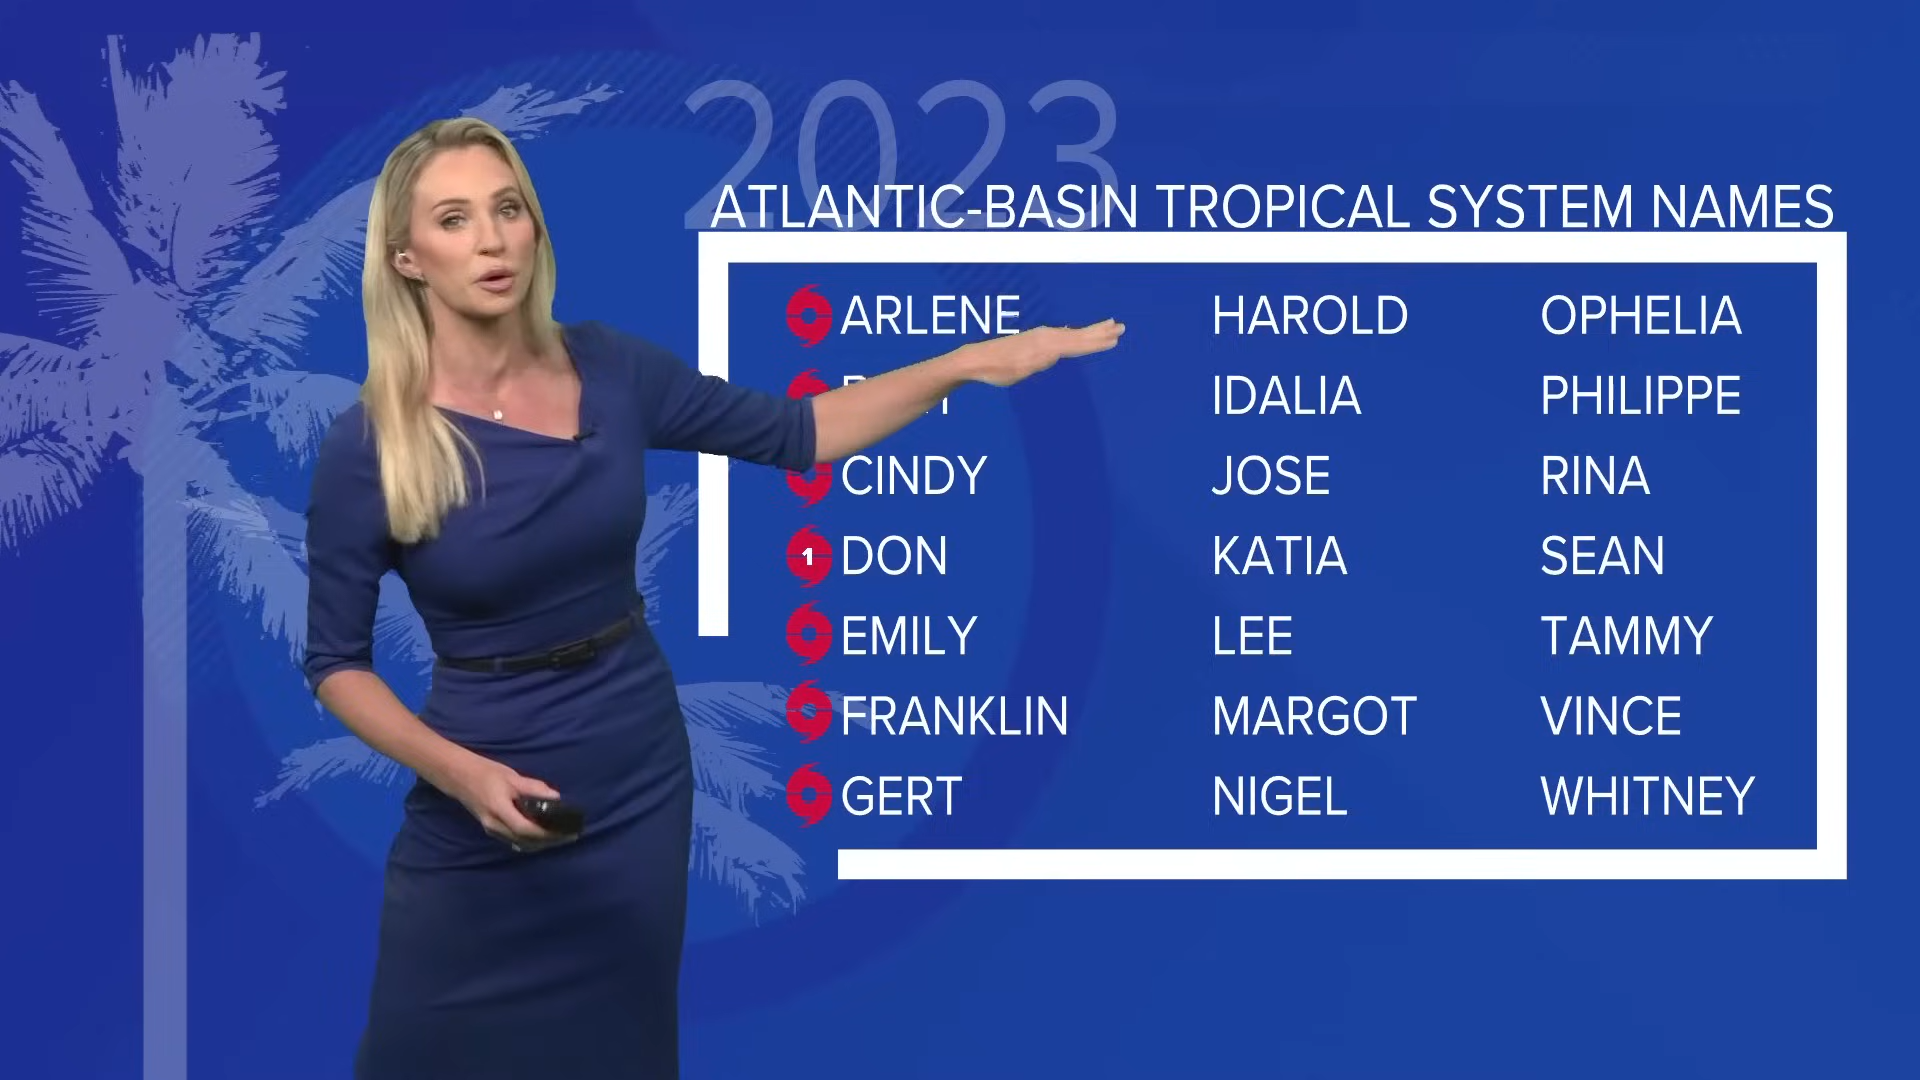 2023
ATLANTIC-BASIN TROPICAL SYSTEM NAMES
ARLENE HAROLD OPHELIA
IDALIA PHILIPPE
CINDY JOSE RINA
1 DON KATIA SEAN
EMILY LEE TAMMY
FRANKLIN MARGOT VINCE
GERT NIGEL WHITNEY